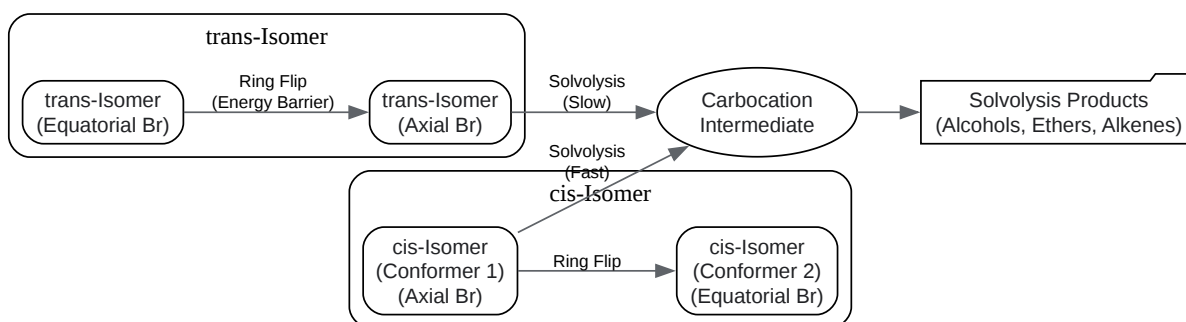 trans-Isomer
trans-Isomer
(Equatorial Br)
Ring Flip
(Energy Barrier)
trans-Isomer
(Axial Br)
Solvolysis
(Slow)
Carbocation
Intermediate
Solvolysis Products
(Alcohols, Ethers, Alkenes)
Solvolysis
(Fast)
cis-Isomer
cis-Isomer
(Conformer 1)
(Axial Br)
Ring Flip
cis-Isomer
(Conformer 2)
(Equatorial Br)